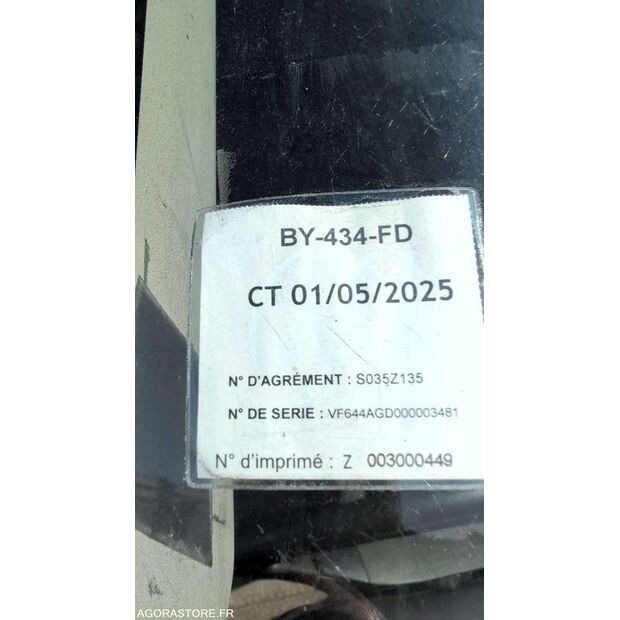 BY-434-FD
CT 01/05/2025
N° D'AGRÉMENT : S035Z135
N° DE SERIE : VF644AGD000003481
N° d'imprimé : Z 003000449
AGORASTORE.FR